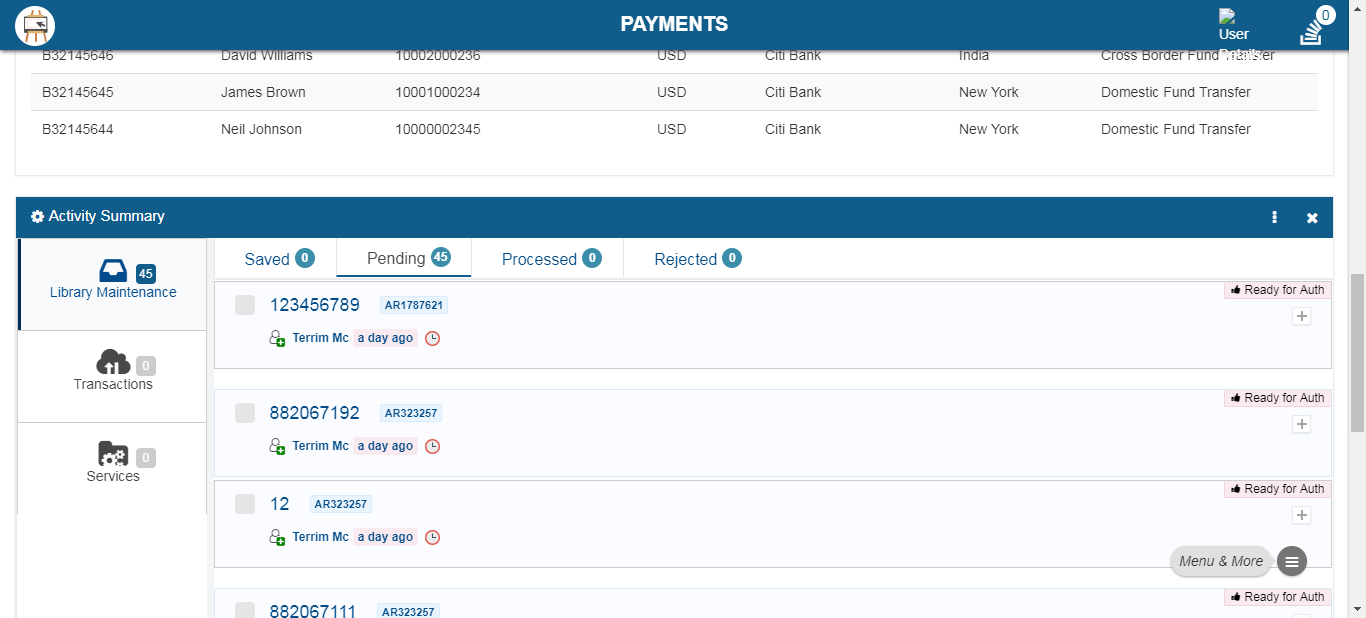 PAYMENTS
User
Details
0
B32145646 David Williams 10002000236 USD Citi Bank India Cross Border Fund Transfer
B32145645 James Brown 10001000234 USD Citi Bank New York Domestic Fund Transfer
B32145644 Neil Johnson 10000002345 USD Citi Bank New York Domestic Fund Transfer
Activity Summary
45
Library Maintenance
0
Transactions
0
Services
Saved 0 Pending 45 Processed 0 Rejected 0
Ready for Auth
123456789 AR1787621
Terrim Mc a day ago
Ready for Auth
882067192 AR323257
Terrim Mc a day ago
Ready for Auth
12 AR323257
Terrim Mc a day ago
Menu & More
Ready for Auth
882067111 AR323257